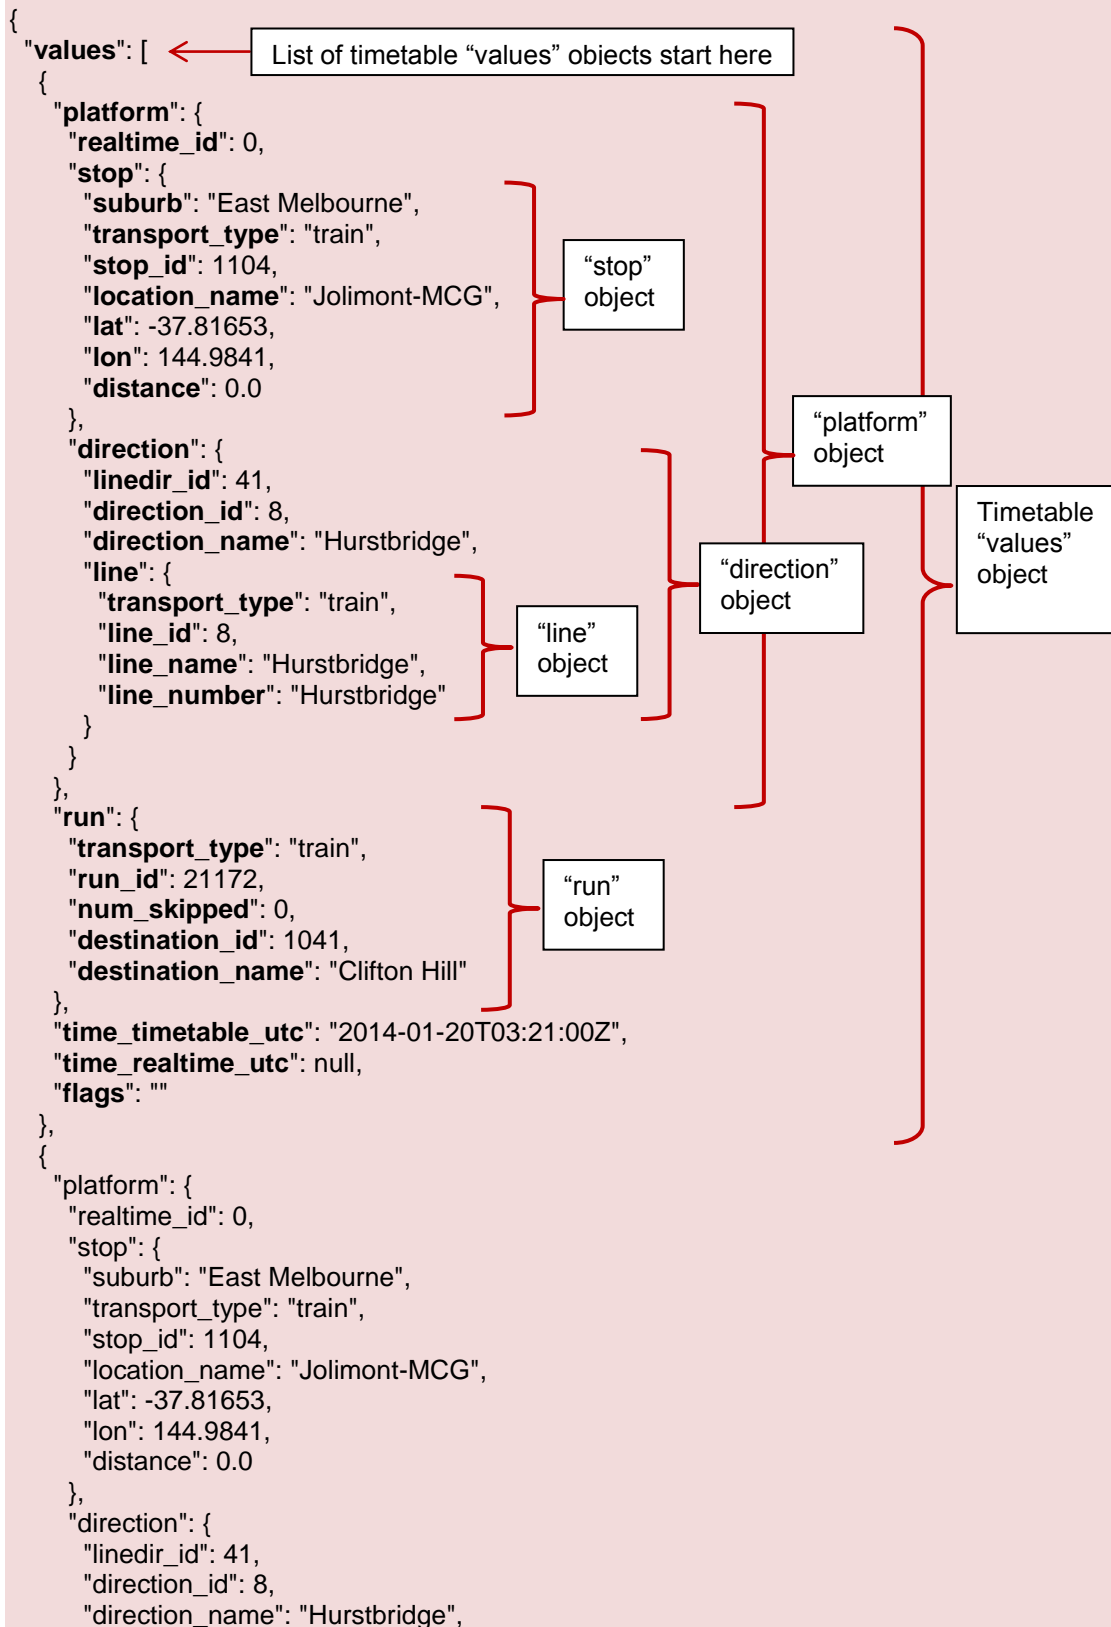 {
"values": [
List of timetable “values” objects start here
{
"platform": {
"realtime_id": 0,
"stop": {
"suburb": "East Melbourne",
"transport_type": "train",
"stop_id": 1104,
"location_name": "Jolimont-MCG",
"lat": -37.81653,
"lon": 144.9841,
"distance": 0.0
},
“stop”
object
"direction": {
"linedir_id": 41,
"direction_id": 8,
"direction_name": "Hurstbridge",
"line": {
"transport_type": "train",
"line_id": 8,
"line_name": "Hurstbridge",
"line_number": "Hurstbridge"
}
}
},
“line”
object
“direction”
object
“platform”
object
Timetable
“values”
object
"run": {
"transport_type": "train",
"run_id": 21172,
"num_skipped": 0,
"destination_id": 1041,
"destination_name": "Clifton Hill"
},
“run”
object
"time_timetable_utc": "2014-01-20T03:21:00Z",
"time_realtime_utc": null,
"flags": ""
},
{
"platform": {
"realtime_id": 0,
"stop": {
"suburb": "East Melbourne",
"transport_type": "train",
"stop_id": 1104,
"location_name": "Jolimont-MCG",
"lat": -37.81653,
"lon": 144.9841,
"distance": 0.0
},
"direction": {
"linedir_id": 41,
"direction_id": 8,
"direction_name": "Hurstbridge",